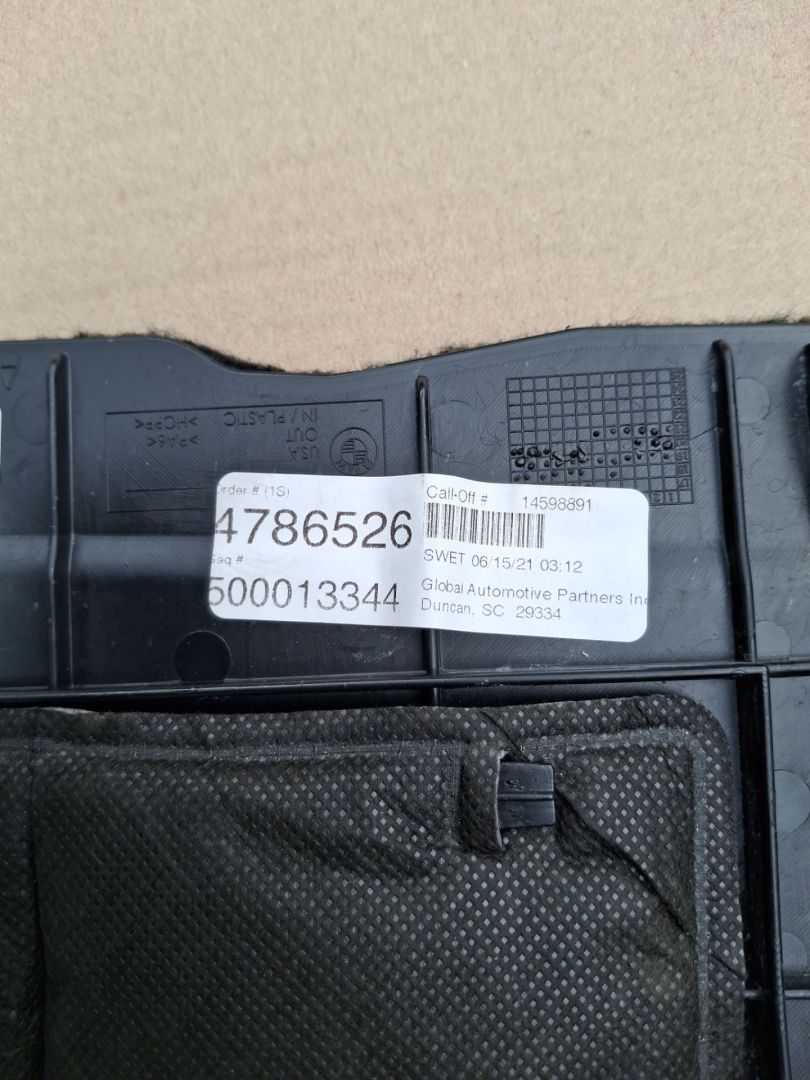 Order # (1S)
4786526
Seq #
500013344
Call-Off # 14598891
SWET 06/15/21 03:12
Global Automotive Partners Inc
Duncan, SC 29334
USA
OUT
IN / PLASTIC
>HCPP<
>PA6<